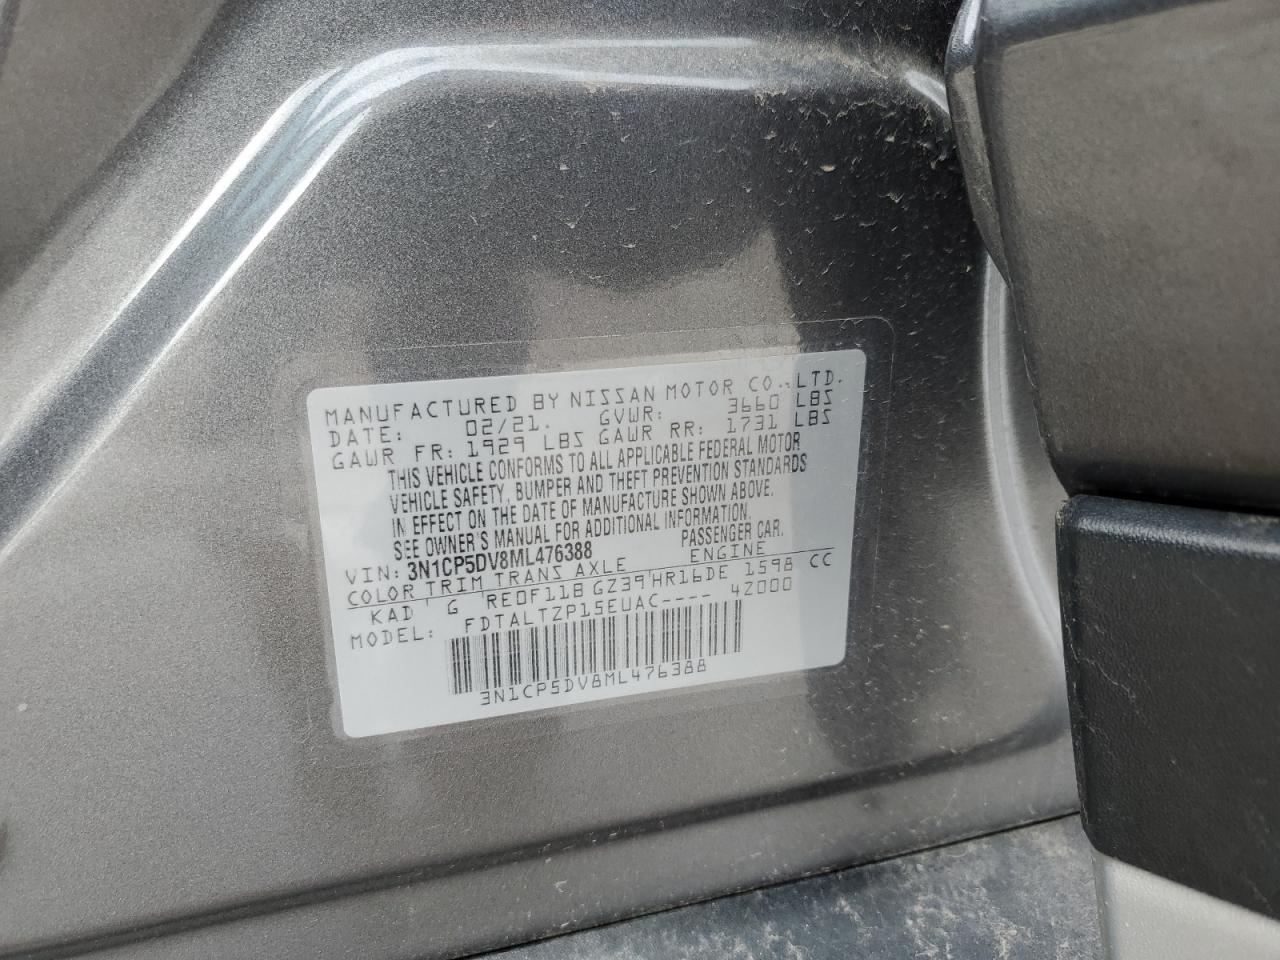 MANUFACTURED BY NISSAN MOTOR CO.,LTD.
DATE: 02/21. GVWR: 3660 LBS
GAWR FR: 1929 LBS GAWR RR: 1731 LBS
THIS VEHICLE CONFORMS TO ALL APPLICABLE FEDERAL MOTOR
VEHICLE SAFETY, BUMPER AND THEFT PREVENTION STANDARDS
IN EFFECT ON THE DATE OF MANUFACTURE SHOWN ABOVE.
SEE OWNER'S MANUAL FOR ADDITIONAL INFORMATION.
VIN: 3N1CP5DV8ML476388 PASSENGER CAR.
COLOR TRIM TRANS AXLE ENGINE
KAD G RE0F11B GZ39 HR16DE 1598 CC
MODEL: FDTALTZP15EUAC---- 42000
3N1CP5DV8ML476388